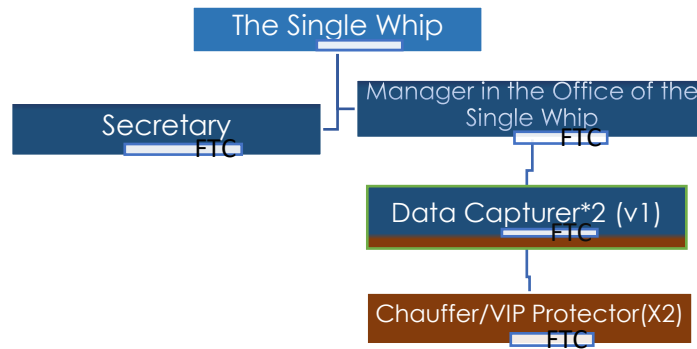 The Single Whip
Manager in the Office of the
Single Whip
FTC
Secretary
FTC
Data Capturer*2 (v1)
FTC
Chauffer/VIP Protector(X2)
FTC